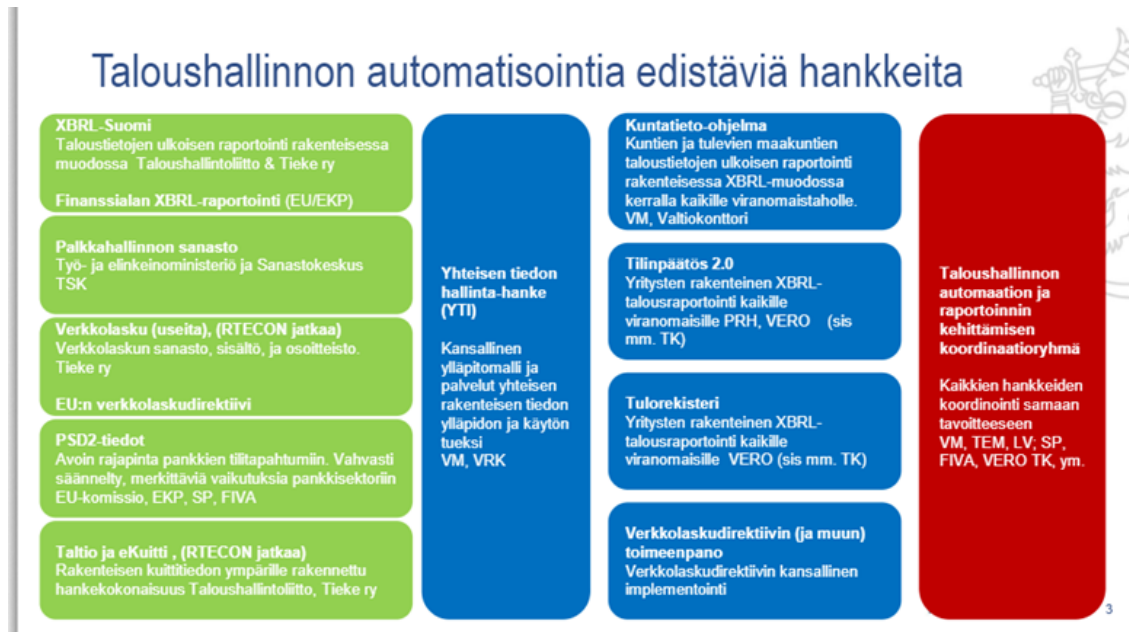 Taloushallinnon automatisointia edistäviä hankkeita
XBRL-Suomi
Taloustietojen ulkoisen raportointi rakenteisessa
muodossa Taloushallintoliitto & Tieke ry
Finanssialan XBRL-raportointi (EU/EKP)
Palkkahallinnon sanasto
Työ- ja elinkeinoministeriö ja Sanastokeskus
TSK
Verkkolasku (useita), (RTECON jatkaa)
Verkkolaskun sanasto, sisältö, ja osoitteisto.
Tieke ry
EU:n verkkolaskudirektiivi
PSD2-tiedot
Avoin rajapinta pankkien tilitapahtumiin. Vahvasti
säännelty, merkittäviä vaikutuksia pankkisektoriin
EU-komissio, EKP, SP, FIVA
Taltio ja eKuitti , (RTECON jatkaa)
Rakenteisen kuittitiedon ympärille rakennettu
hankekokonaisuus Taloushallintoliitto, Tieke ry
Yhteisen tiedon
hallinta-hanke
(YTI)
Kansallinen
ylläpitomalli ja
palvelut yhteisen
rakenteisen tiedon
ylläpidon ja käytön
tueksi
VM, VRK
Kuntatieto-ohjelma
Kuntien ja tulevien maakuntien
taloustietojen ulkoisen raportointi
rakenteisessa XBRL-muodossa
kerralla kaikille viranomaistaholle.
VM, Valtiokonttori
Tilinpäätös 2.0
Yritysten rakenteinen XBRL-
talousraportointi kaikille
viranomaisille PRH, VERO (sis
mm. TK)
Tulorekisteri
Yritysten rakenteinen XBRL-
talousraportointi kaikille
viranomaisille VERO (sis mm. TK)
Verkkolaskudirektiivin (ja muun)
toimeenpano
Verkkolaskudirektiivin kansallinen
implementointi
Taloushallinnon
automaation ja
raportoinnin
kehittämisen
koordinaatioryhmä
Kaikkien hankkeiden
koordinointi samaan
tavoitteeseen
VM, TEM, LV; SP,
FIVA, VERO TK, ym.
3